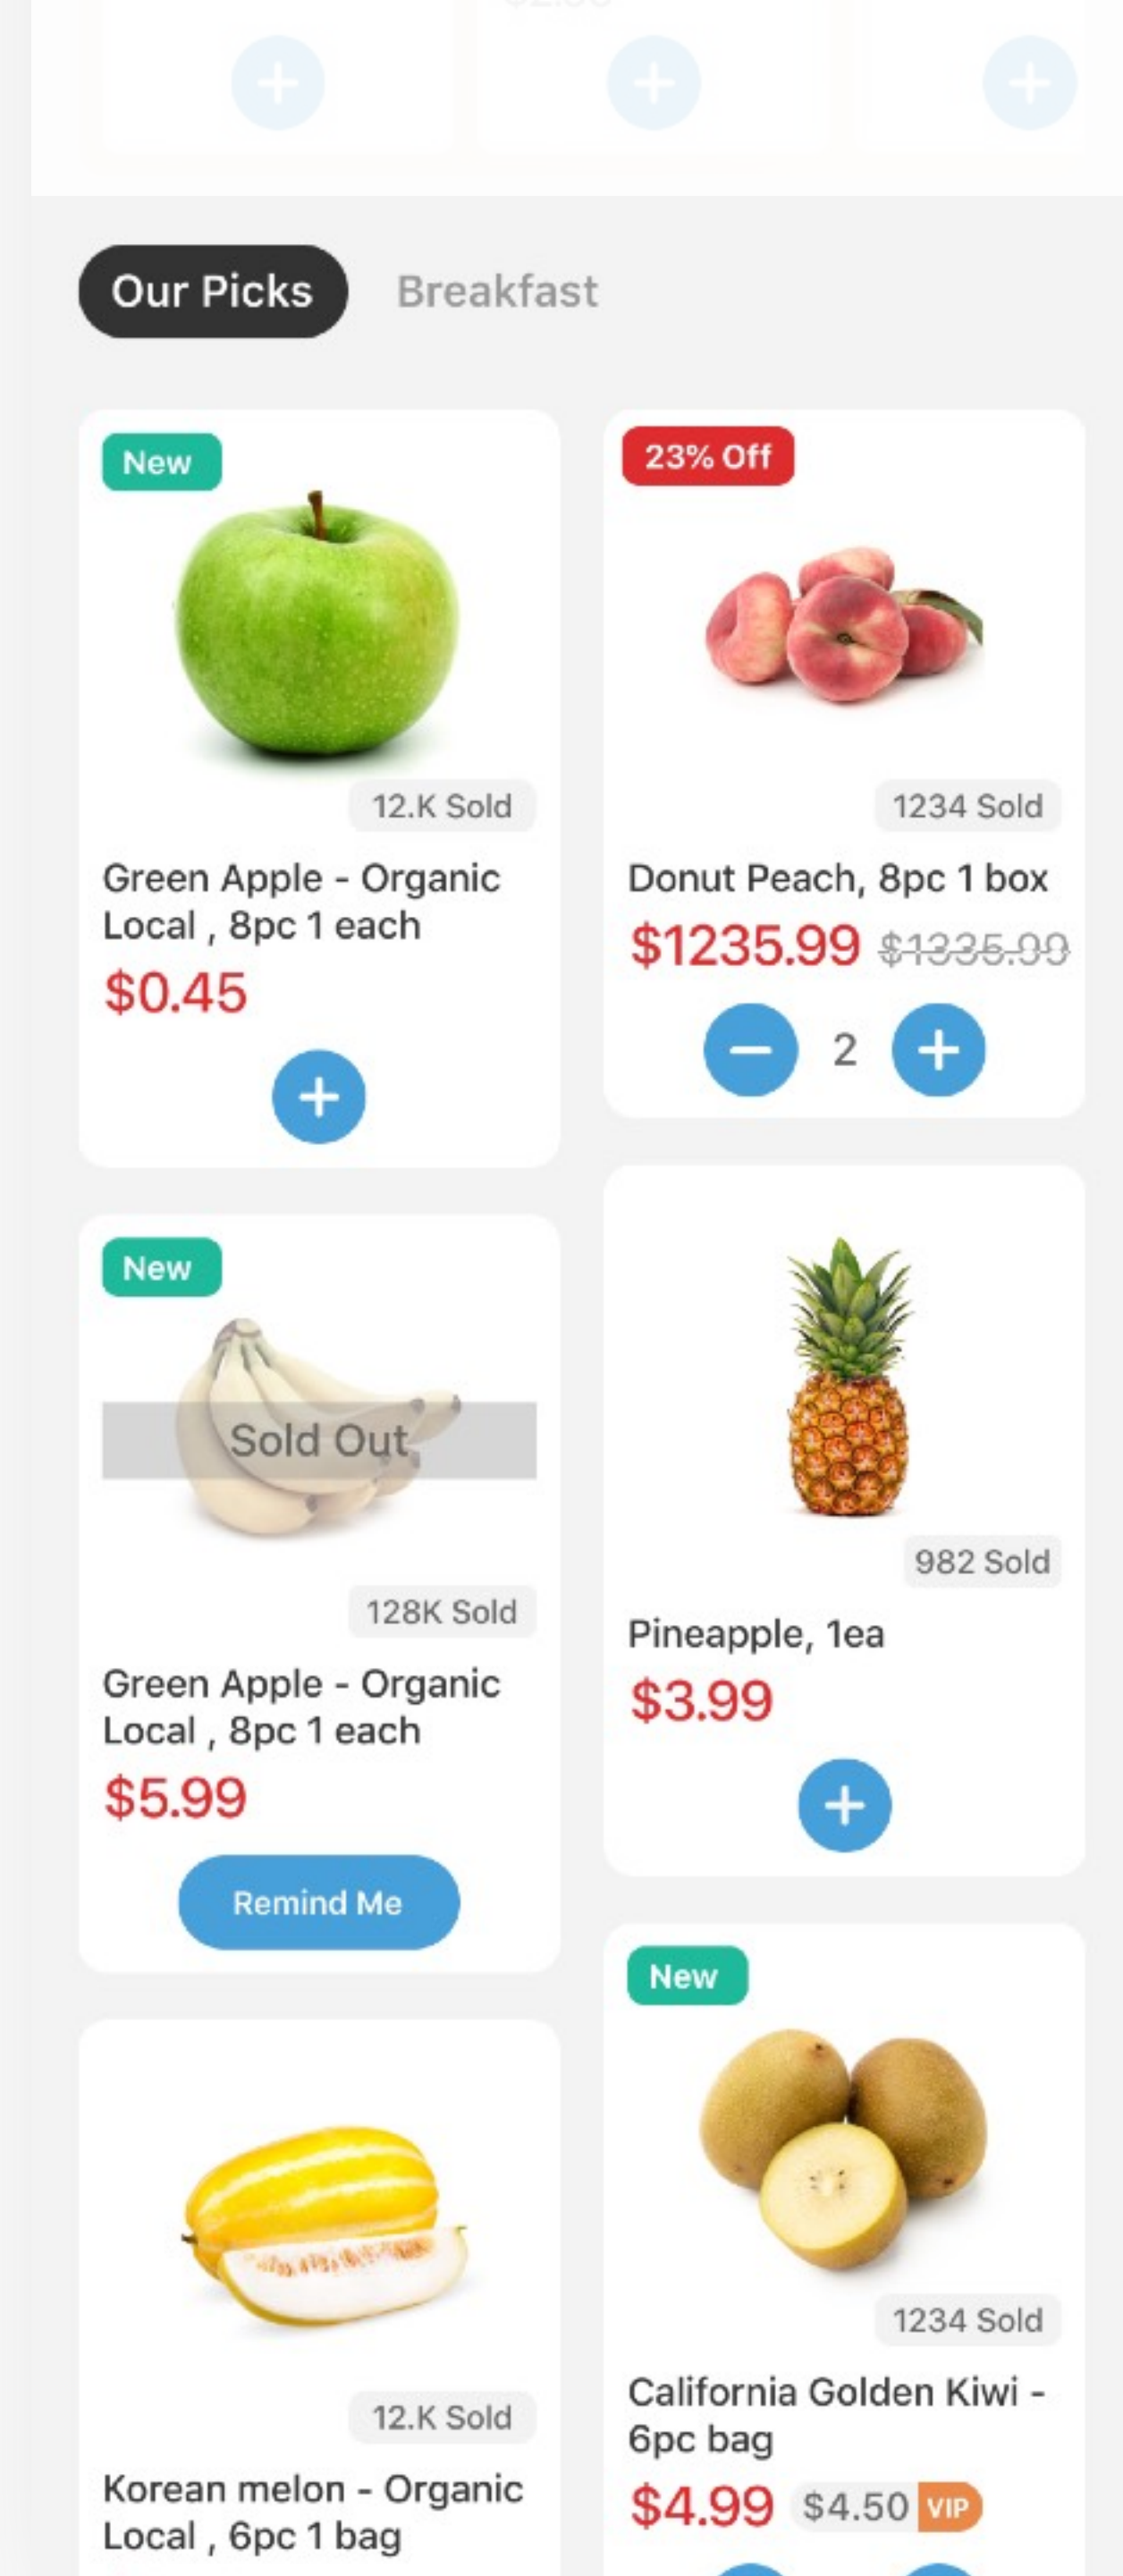 Our Picks
Breakfast
New
12.K Sold
Green Apple - Organic
Local , 8pc 1 each
$0.45
23% Off
1234 Sold
Donut Peach, 8pc 1 box
$1235.99 $1335.99
2
New
Sold Out
128K Sold
Green Apple - Organic
Local , 8pc 1 each
$5.99
Remind Me
982 Sold
Pineapple, 1ea
$3.99
12.K Sold
Korean melon - Organic
Local , 6pc 1 bag
New
1234 Sold
California Golden Kiwi -
6pc bag
$4.99 $4.50 VIP